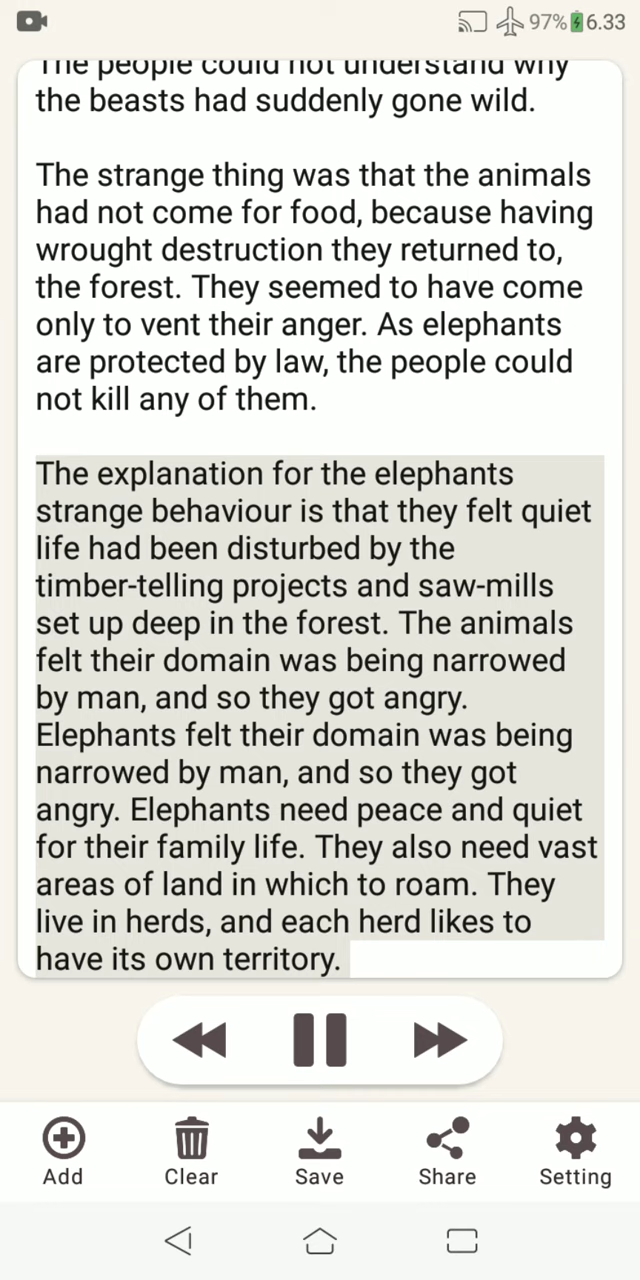 97% 6.33
The people could not understand why
the beasts had suddenly gone wild.
The strange thing was that the animals
had not come for food, because having
wrought destruction they returned to,
the forest. They seemed to have come
only to vent their anger. As elephants
are protected by law, the people could
not kill any of them.
The explanation for the elephants
strange behaviour is that they felt quiet
life had been disturbed by the
timber-telling projects and saw-mills
set up deep in the forest. The animals
felt their domain was being narrowed
by man, and so they got angry.
Elephants felt their domain was being
narrowed by man, and so they got
angry. Elephants need peace and quiet
for their family life. They also need vast
areas of land in which to roam. They
live in herds, and each herd likes to
have its own territory.
Add Clear Save Share Setting